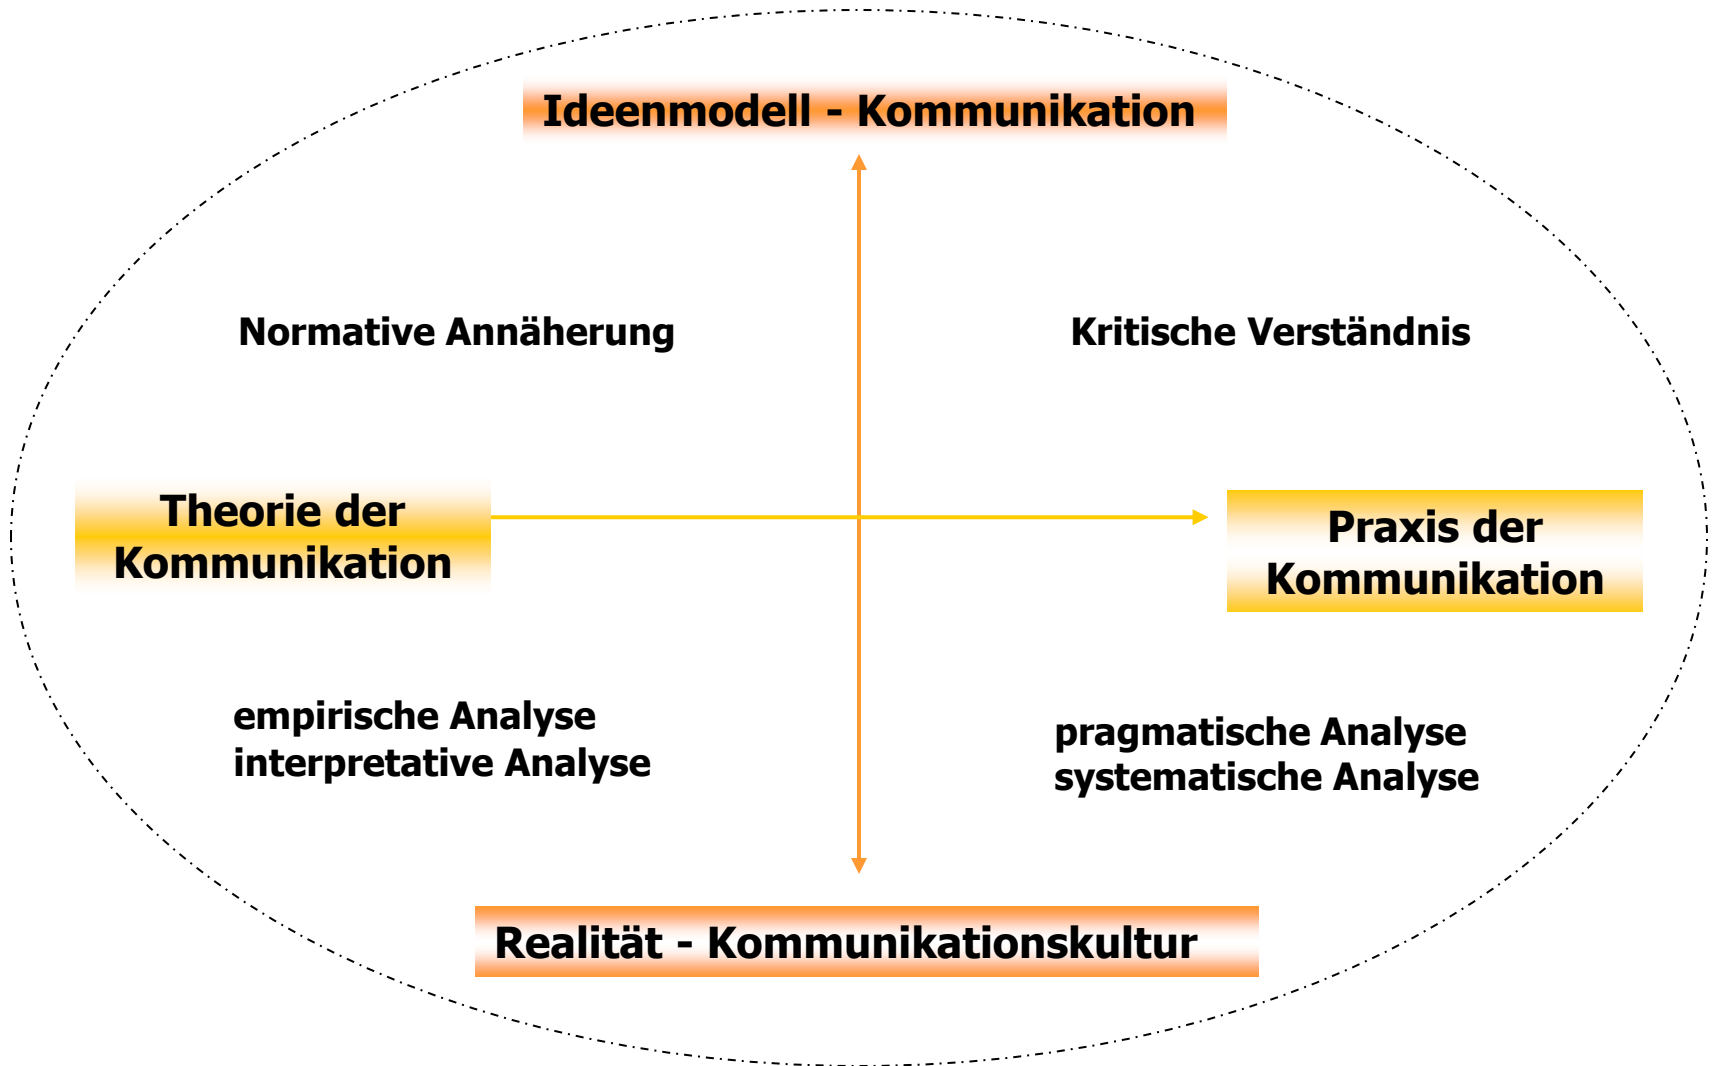 Ideenmodell - Kommunikation
Normative Annäherung
Kritische Verständnis
Theorie der
Kommunikation
Praxis der
Kommunikation
empirische Analyse
interpretative Analyse
pragmatische Analyse
systematische Analyse
Realität - Kommunikationskultur